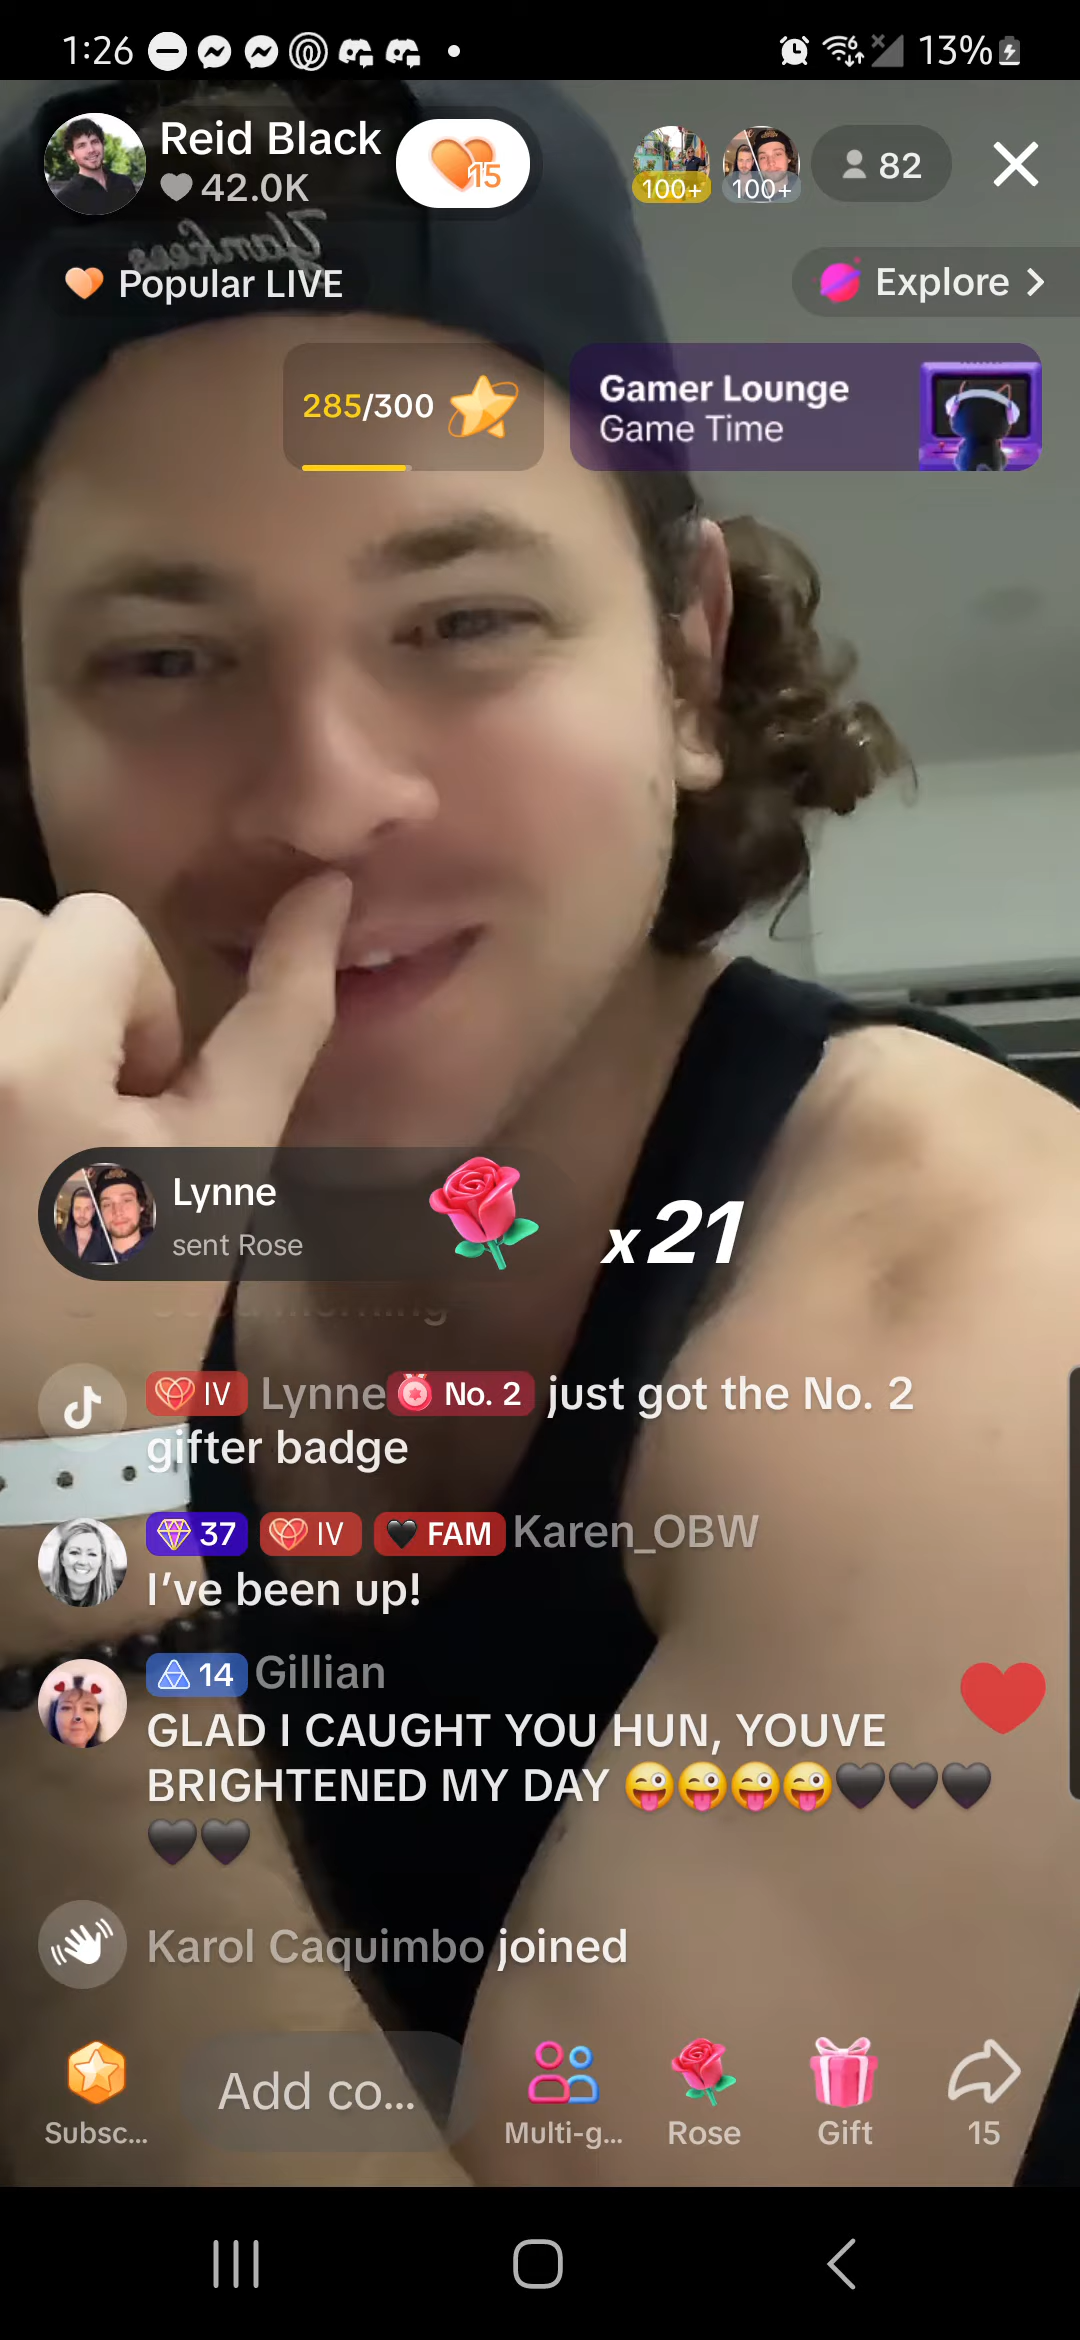 1:26
13%
Reid Black
42.0K
15
100+
100+
82
Yankees
Popular LIVE
Explore
285/300
Gamer Lounge
Game Time
Lynne
sent Rose
x21
Good morning
IV Lynne No. 2 just got the No. 2
gifter badge
37 IV FAM Karen_OBW
I've been up!
14 Gillian
GLAD I CAUGHT YOU HUN, YOUVE
BRIGHTENED MY DAY 😜😜😜😜🖤🖤🖤
🖤🖤
Karol Caquimbo joined
Subsc...
Add co...
Multi-g...
Rose
Gift
15